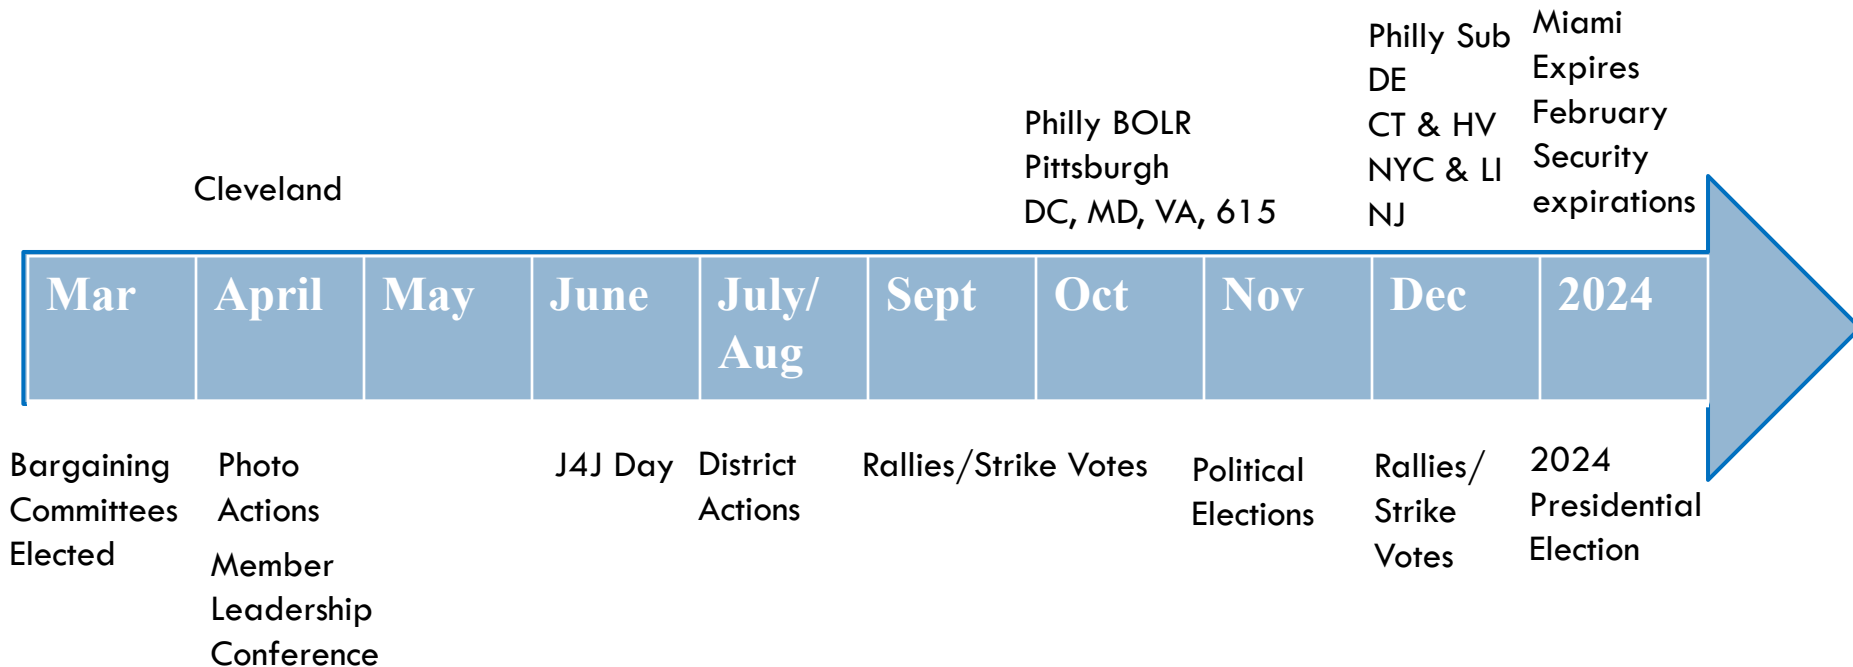 Cleveland
Philly BOLR
Pittsburgh
DC, MD, VA, 615
Philly Sub
DE
CT & HV
NYC & LI
NJ
Miami
Expires
February
Security
expirations
Mar
April
May
June
July/
Aug
Sept
Oct
Nov
Dec
2024
Bargaining
Committees
Elected
Photo
Actions
Member
Leadership
Conference
J4J Day
District
Actions
Rallies/Strike Votes
Political
Elections
Rallies/
Strike
Votes
2024
Presidential
Election